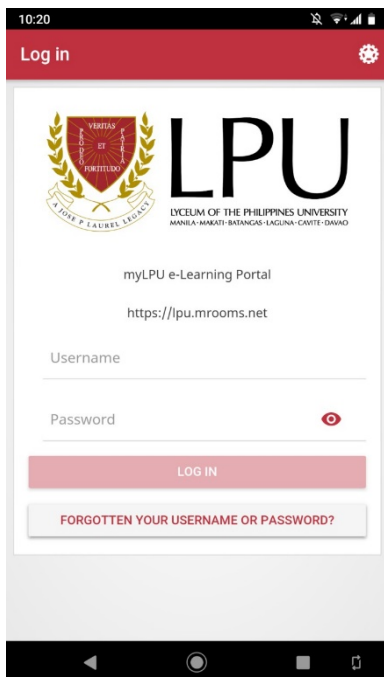 10:20
Log in
VERITAS
ET
FORTITUDO
PRO DEO
PATRIA
A JOSE P LAUREL LEGACY
LPU
LYCEUM OF THE PHILIPPINES UNIVERSITY
MANILA•MAKATI•BATANGAS•LAGUNA•CAVITE•DAVAO
myLPU e-Learning Portal
https://lpu.mrooms.net
Username
Password
LOG IN
FORGOTTEN YOUR USERNAME OR PASSWORD?